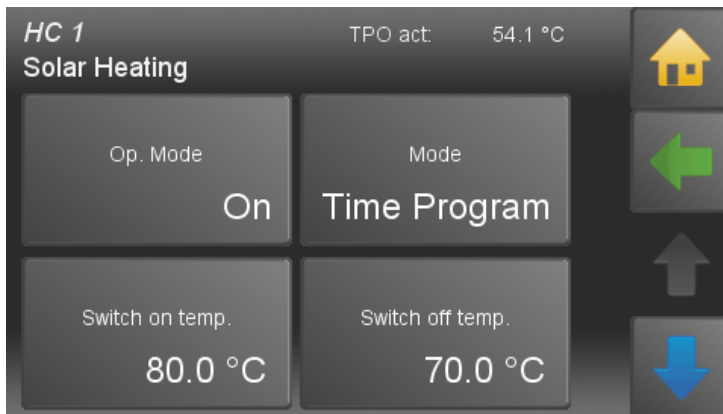 HC 1
TPO act: 54.1 °C
Solar Heating
Op. Mode
On
Mode
Time Program
Switch on temp.
80.0 °C
Switch off temp.
70.0 °C